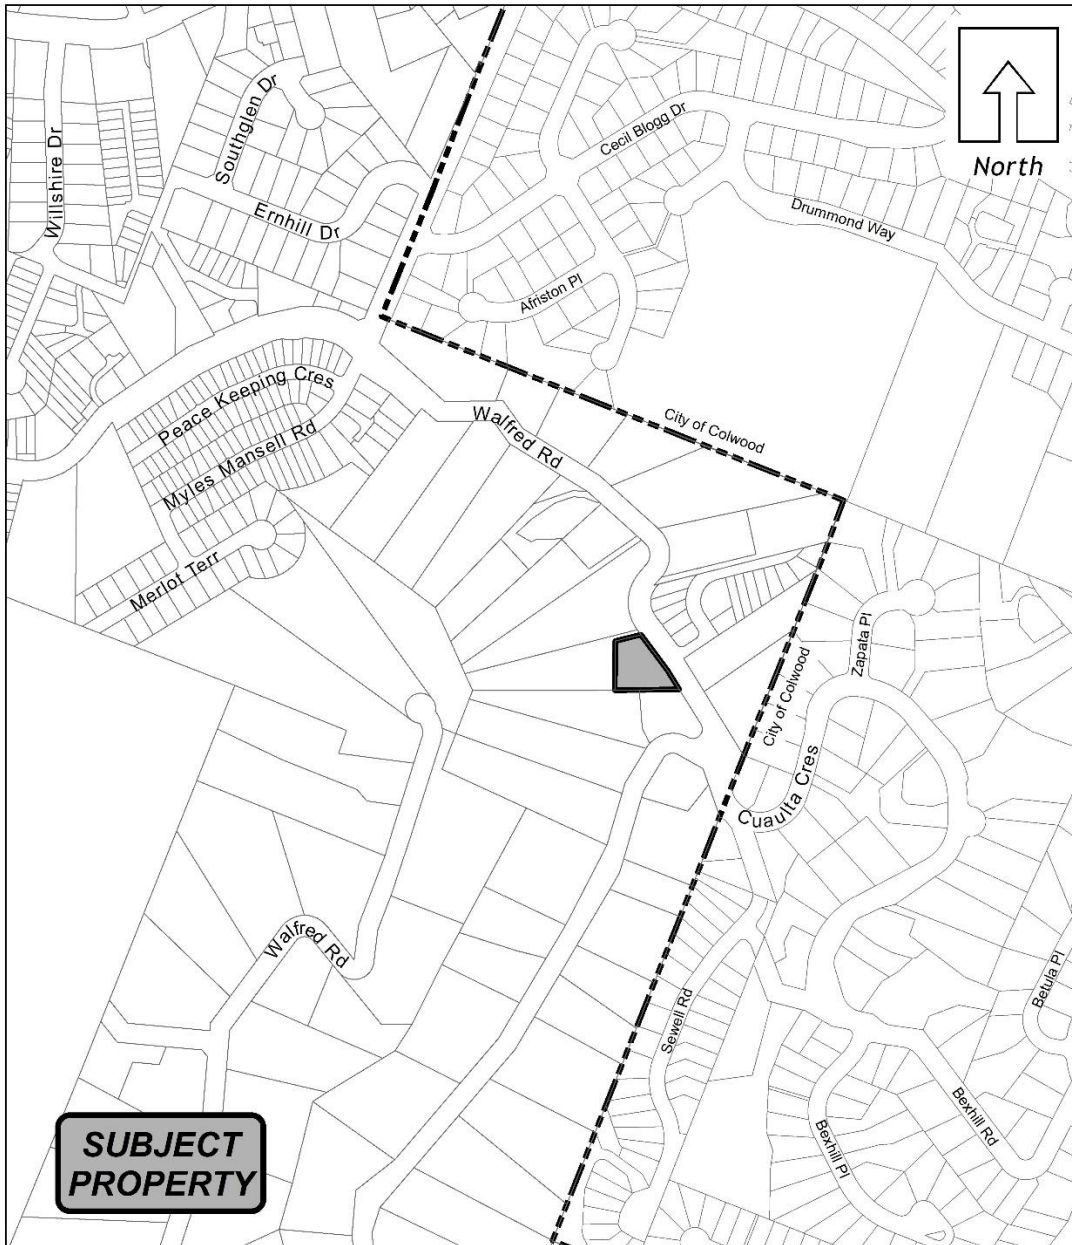 Cecil Blogg Dr
Southglen Dr
Willshire Dr
North
Ernhill Dr
Drummond Way
Afriston Pl
Peace Keeping Cres
Walfred Rd
City of Colwood
Myles Mansell Rd
Merlot Terr
Zapata Pl
City of Colwood
Cuaulta Cres
Walfred Rd
Betula Pl
Sewell Rd
Bexhill Rd
Bexhill Pl
SUBJECT
PROPERTY